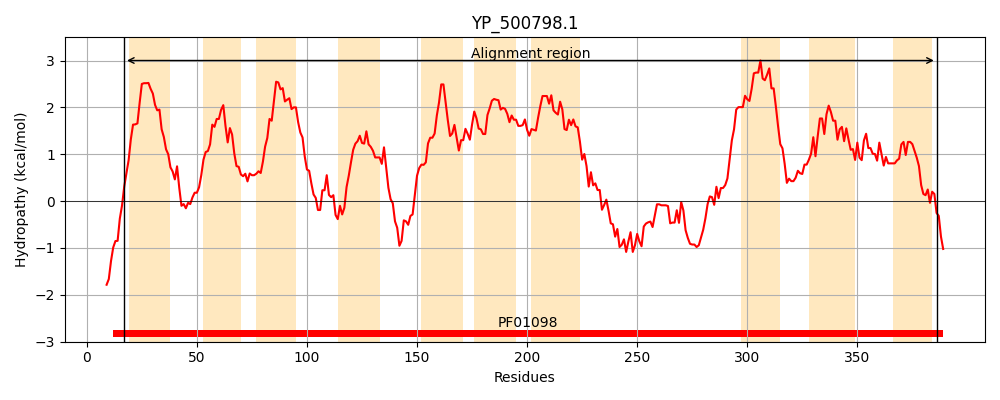 YP_500798.1
Alignment region
Hydropathy (kcal/mol)
3
2
1
0
−1
−2
−3
PF01098
0 50 100 150 200 250 300 350
Residues